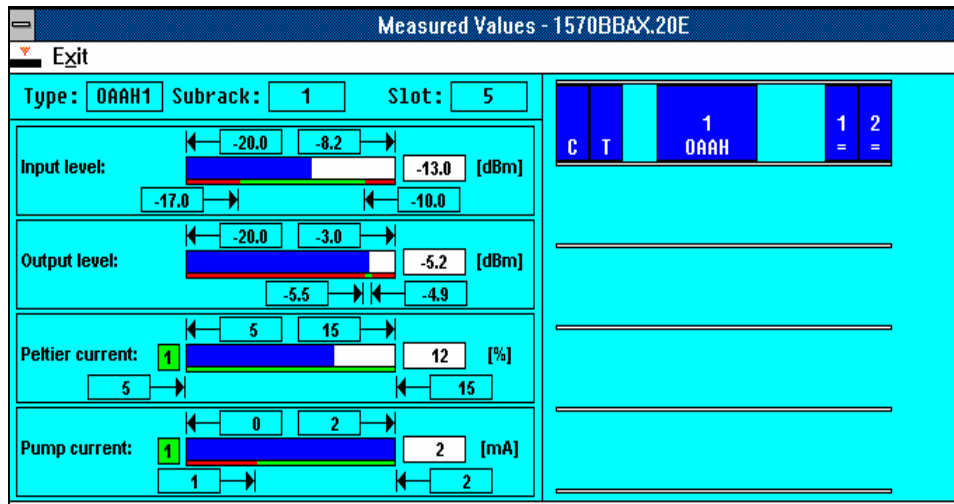 Measured Values - 1570BBAX.20E
Exit
Type: OAAH1 Subrack: 1 Slot: 5
-20.0 -8.2
Input level: -13.0 [dBm]
-17.0 -10.0
-20.0 -3.0
Output level: -5.2 [dBm]
-5.5 -4.9
5 15
Peltier current: 1 12 [%]
5 15
0 2
Pump current: 1 2 [mA]
1 2
1 1 2
C T OAAH = =